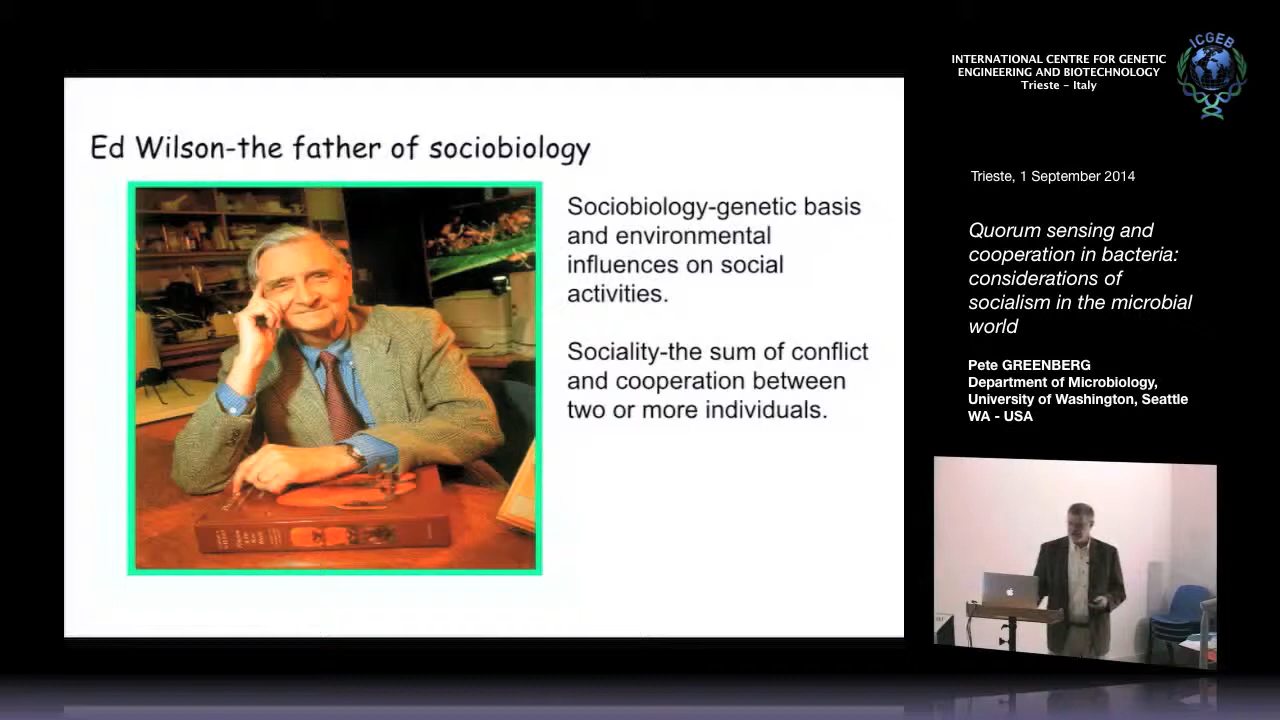 Ed Wilson-the father of sociobiology
Sociobiology-genetic basis
and environmental
influences on social
activities.
Sociality-the sum of conflict
and cooperation between
two or more individuals.
INTERNATIONAL CENTRE FOR GENETIC
ENGINEERING AND BIOTECHNOLOGY
Trieste - Italy
ICGEB
Trieste, 1 September 2014
Quorum sensing and
cooperation in bacteria:
considerations of
socialism in the microbial
world
Pete GREENBERG
Department of Microbiology,
University of Washington, Seattle
WA - USA